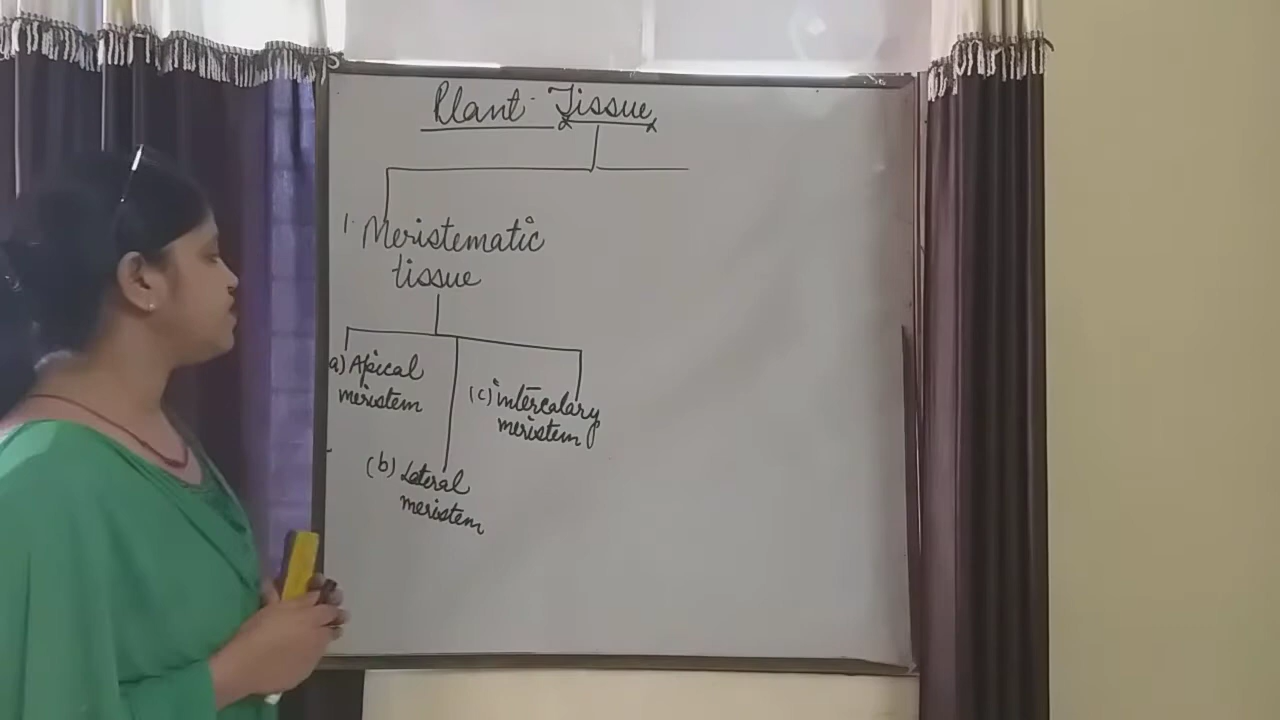 Plant Tissue
1. Meristematic
tissue
a) Apical
meristem
(c) intercalary
meristem
(b) Lateral
meristem